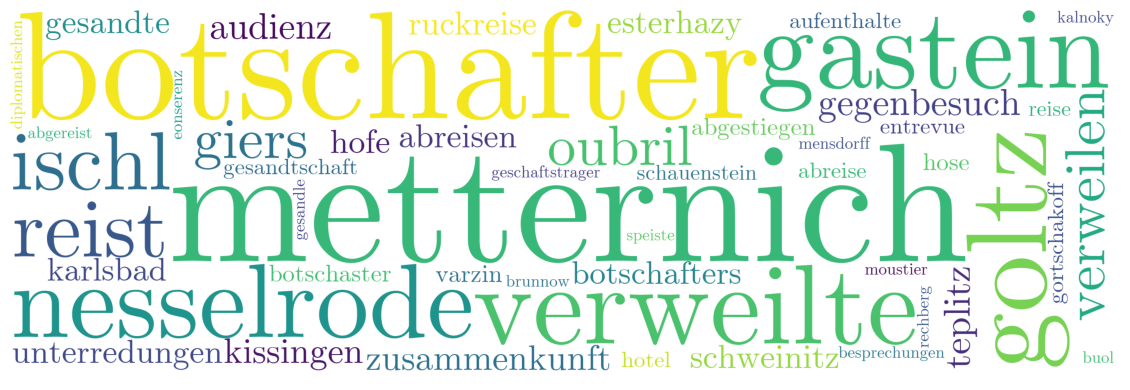 gesandte audienz ruckreise esterhazy aufenthalte kalnoky
diplomatischen botschafter gastein
eonserenz gegenbesuch reise
abgereist giers hofe abreisen oubril abgestiegen entrevue
ischl gesandtschaft geschaftstrager schauenstein mensdorff abreise hose
metternich goltz verweilen
reist gesandle speiste gortschakoff
karlsbad botschaster varzin brunnow botschafters moustier
nesselrode verweilte rechberg teplitz
unterredungen kissingen zusammenkunft hotel schweinitz besprechungen buol